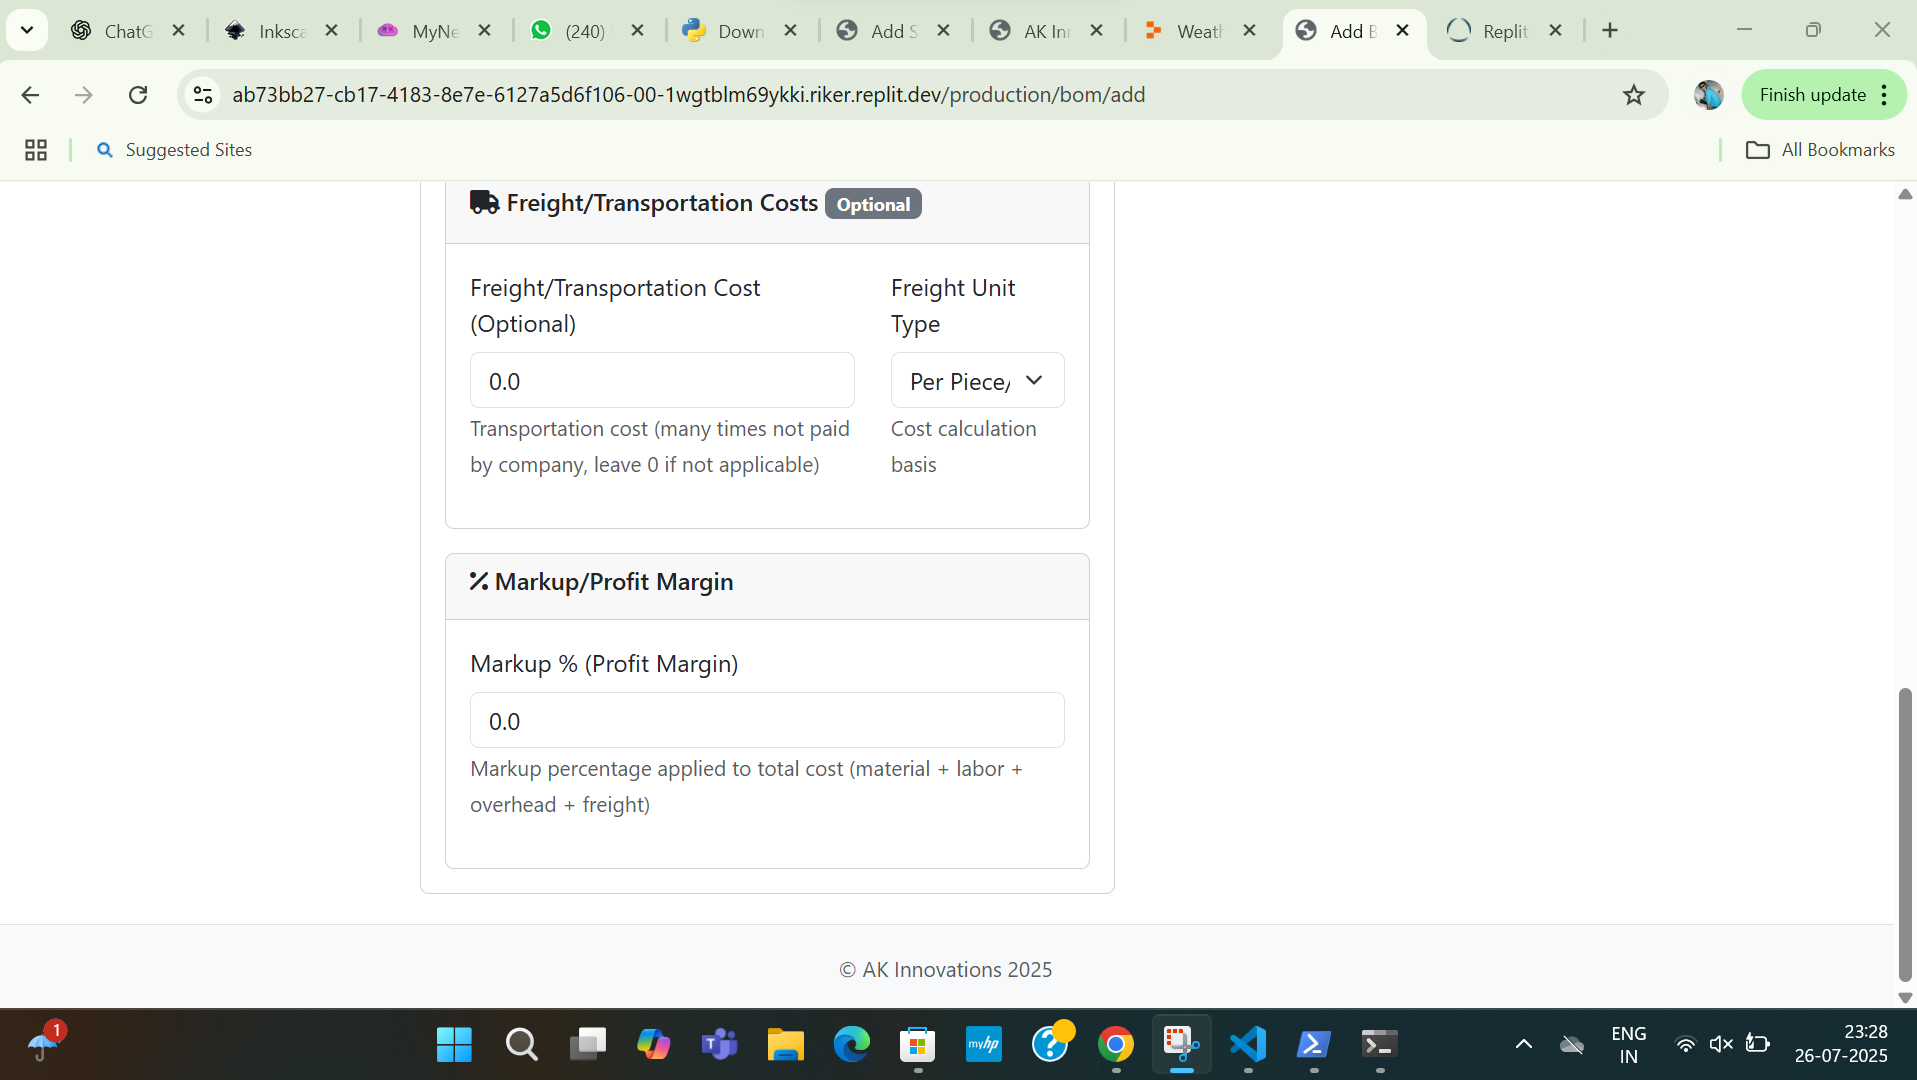 ChatG
Inksca
MyNe
(240)
Down
Add S
AK Inn
Weath
Add B
Replit
ab73bb27-cb17-4183-8e7e-6127a5d6f106-00-1wgtblm69ykki.riker.replit.dev/production/bom/add
Finish update
Suggested Sites
All Bookmarks
Freight/Transportation Costs Optional
Freight/Transportation Cost
(Optional)
0.0
Transportation cost (many times not paid
by company, leave 0 if not applicable)
Freight Unit
Type
Per Piece/
Cost calculation
basis
Markup/Profit Margin
Markup % (Profit Margin)
0.0
Markup percentage applied to total cost (material + labor +
overhead + freight)
© AK Innovations 2025
1
myhp
ENG
IN
23:28
26-07-2025